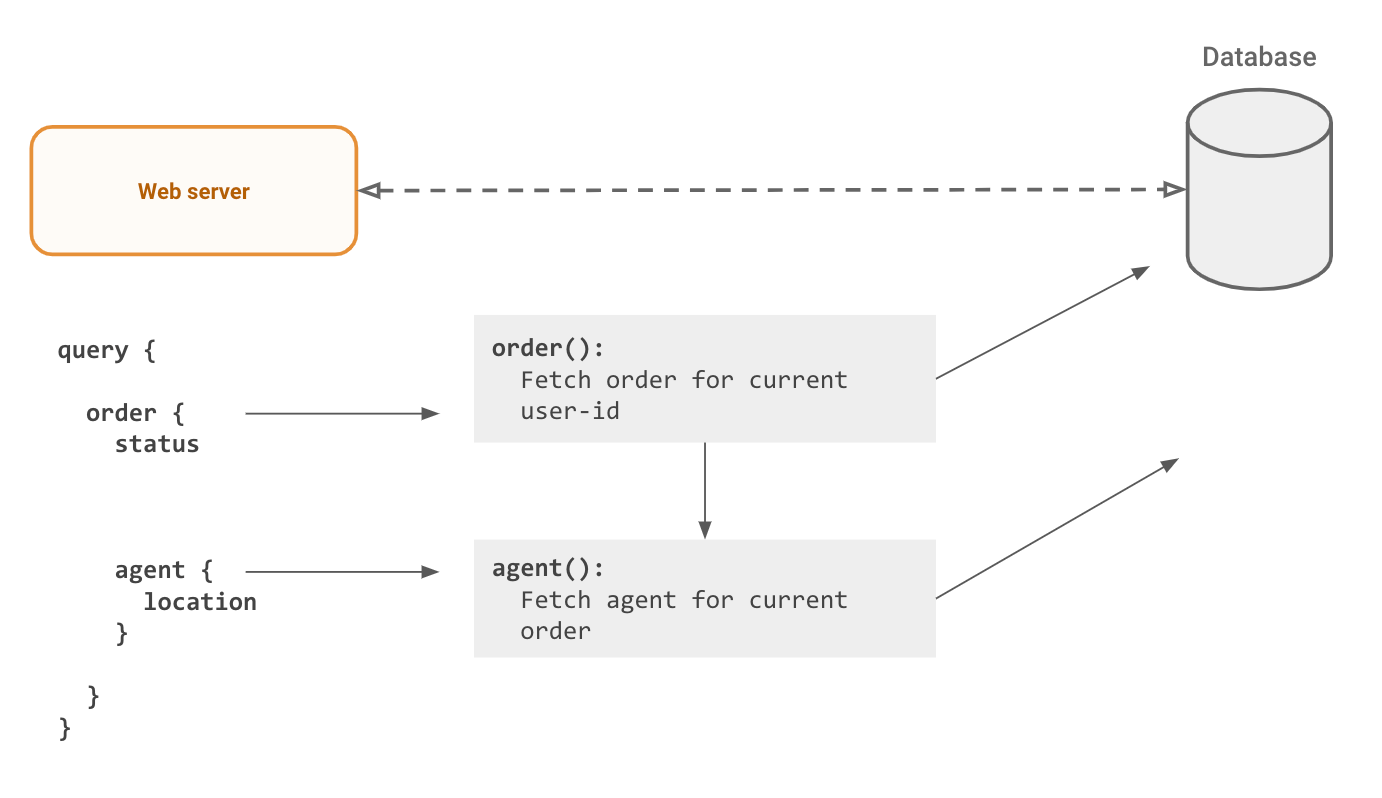 Database
Web server
query {
order {
status
agent {
location
}
}
}
order():
Fetch order for current
user-id
agent():
Fetch agent for current
order